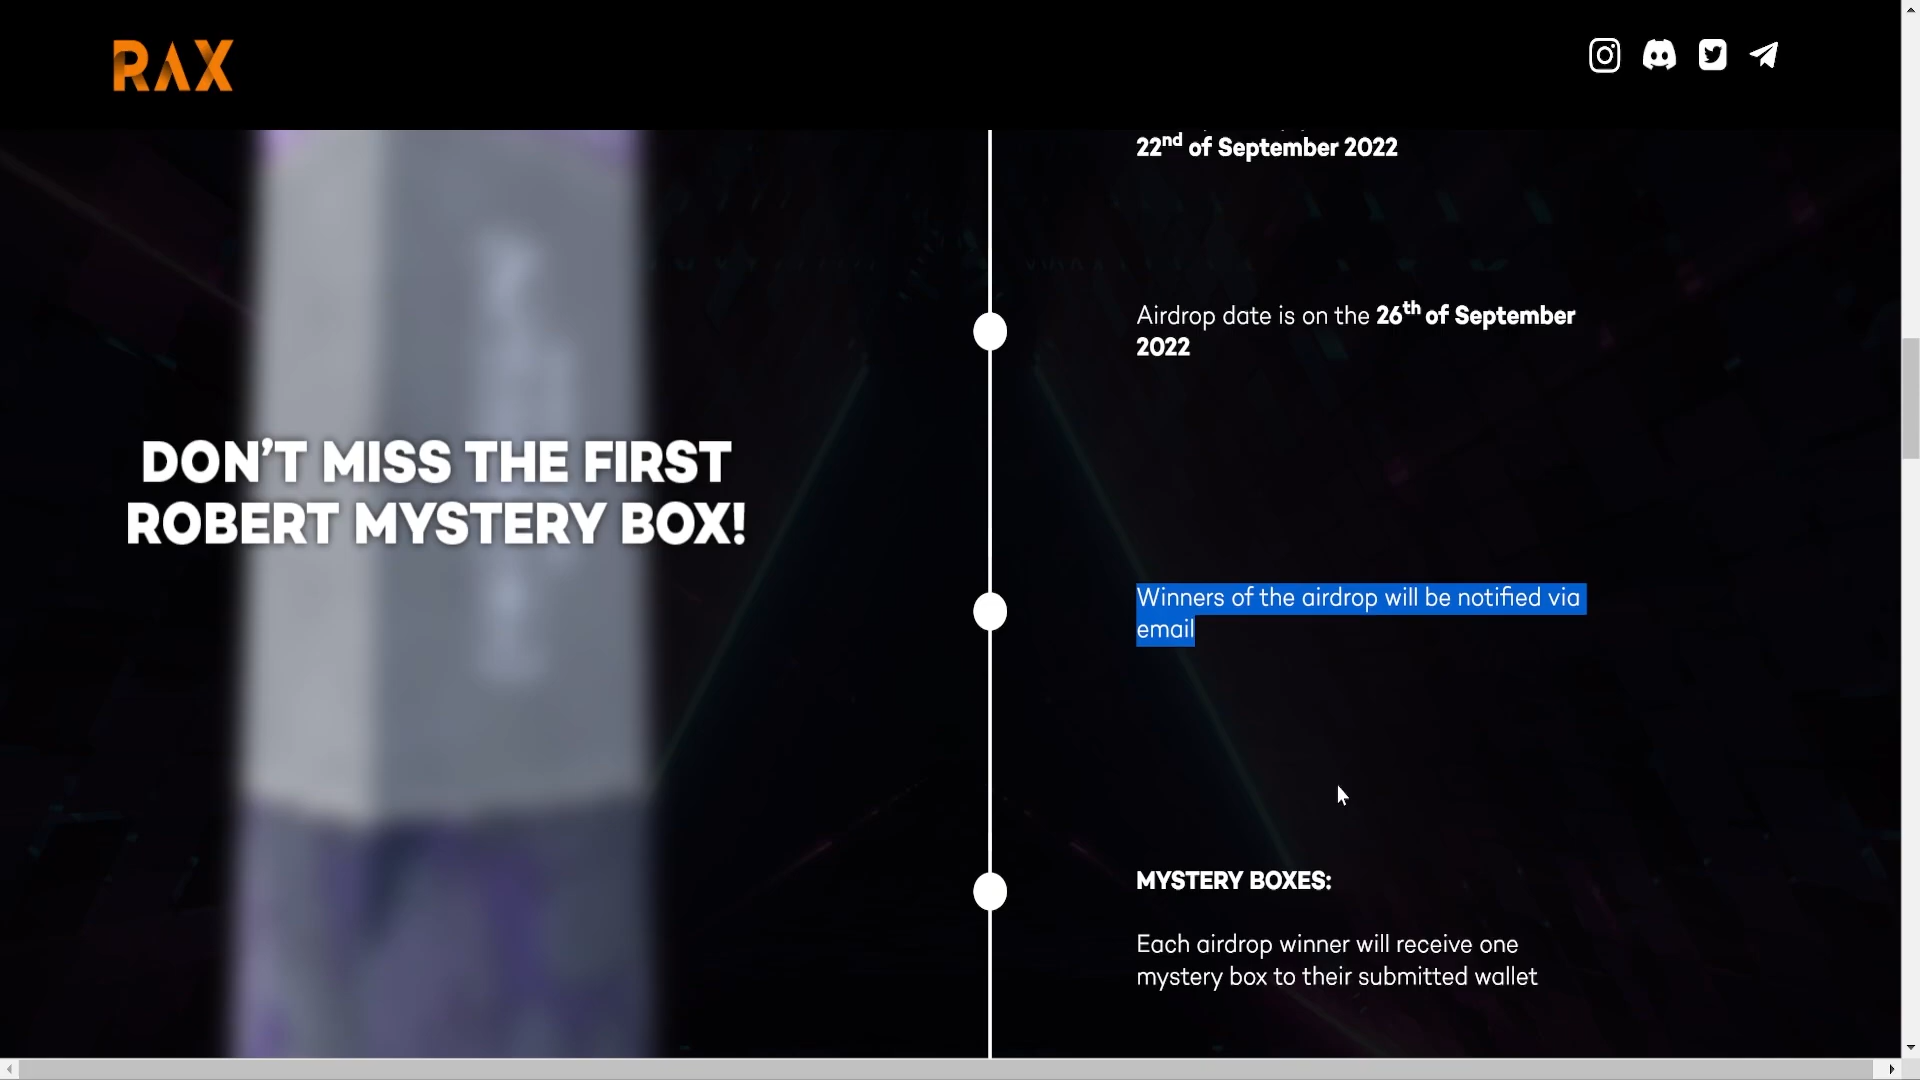 RAX
22nd of September 2022
Airdrop date is on the 26th of September
2022
DON'T MISS THE FIRST
ROBERT MYSTERY BOX!
Winners of the airdrop will be notified via
email
MYSTERY BOXES:
Each airdrop winner will receive one
mystery box to their submitted wallet